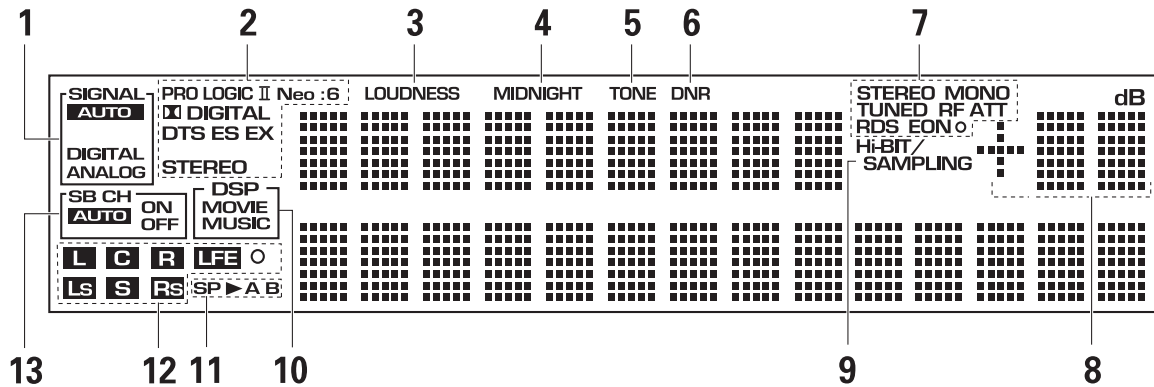 1 2 3 4 5 6 7
SIGNAL PRO LOGIC II Neo :6 LOUDNESS MIDNIGHT TONE DNR STEREO MONO dB
AUTO DIGITAL TUNED RF ATT
DTS ES EX RDS EON
DIGITAL Hi-BIT/
ANALOG STEREO SAMPLING
SB CH DSP
AUTO ON MOVIE
OFF MUSIC
L C R LFE
LS S RS SP ▶ A B
13 12 11 10 9 8